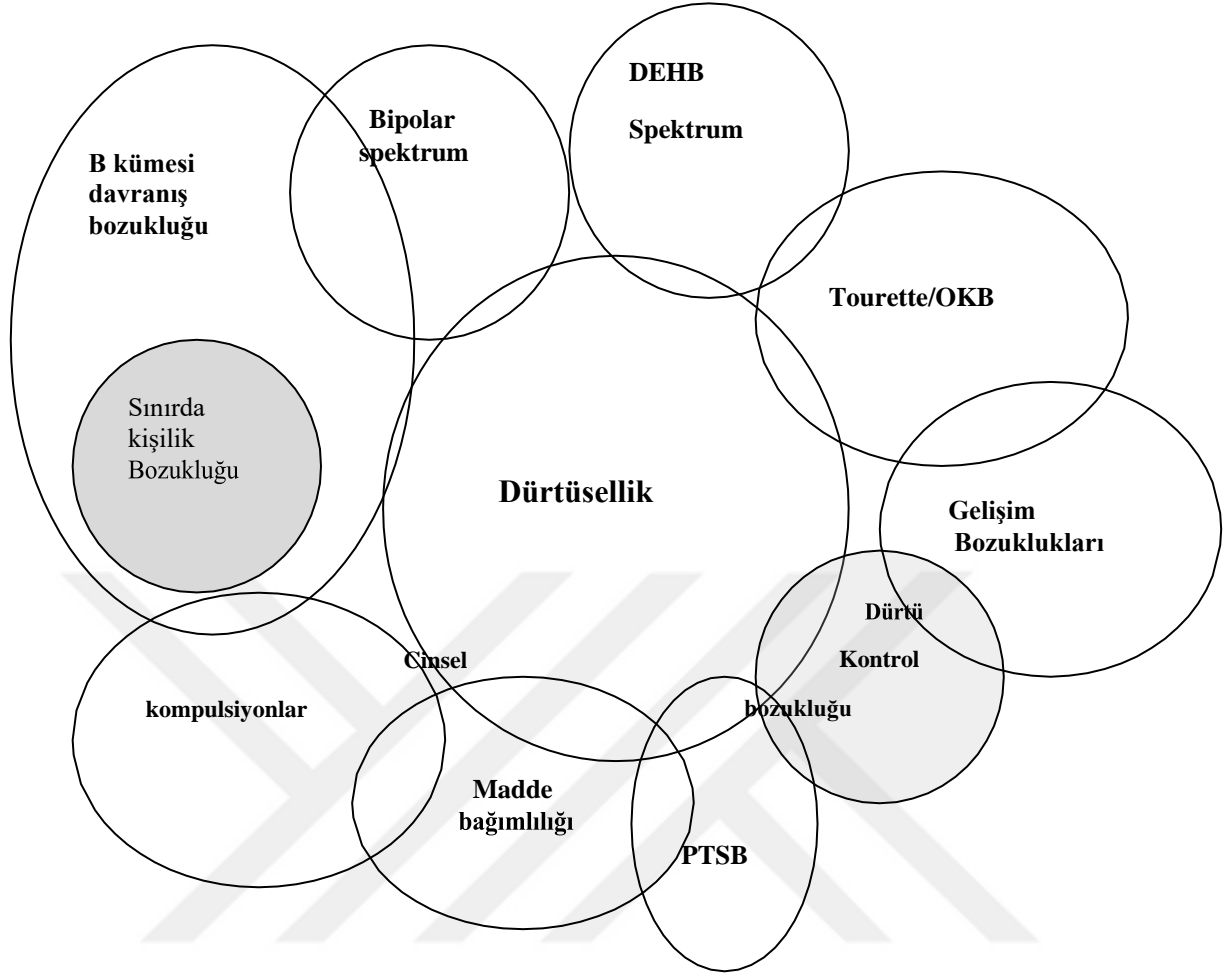 DEHB
Spektrum
Bipolar
spektrum
B kümesi
davranış
bozukluğu
Tourette/OKB
Sınırda
kişilik
Bozukluğu
Dürtüsellik
Gelişim
Bozuklukları
Dürtü
Kontrol
bozukluğu
Cinsel
kompulsiyonlar
Madde
bağımlılığı
PTSB